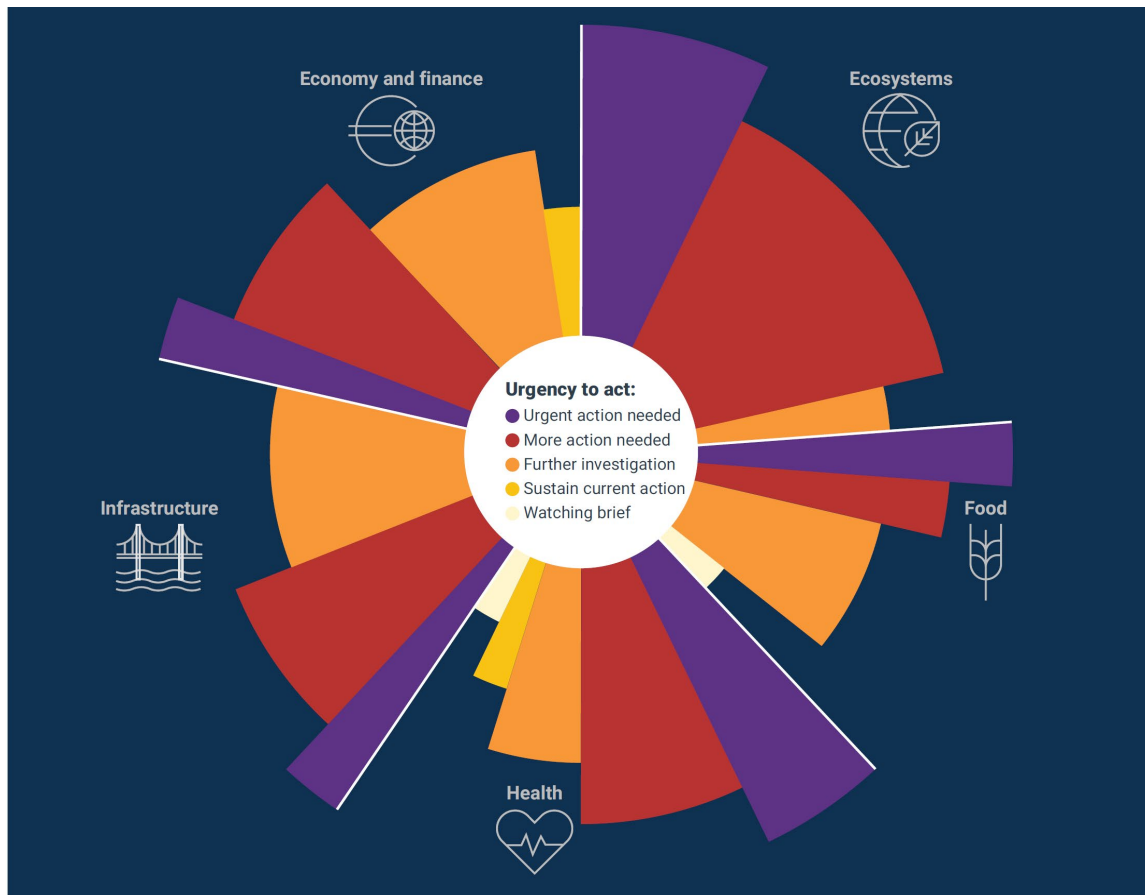 Economy and finance
Ecosystems
Urgency to act:
Urgent action needed
More action needed
Further investigation
Sustain current action
Watching brief
Infrastructure
Food
Health